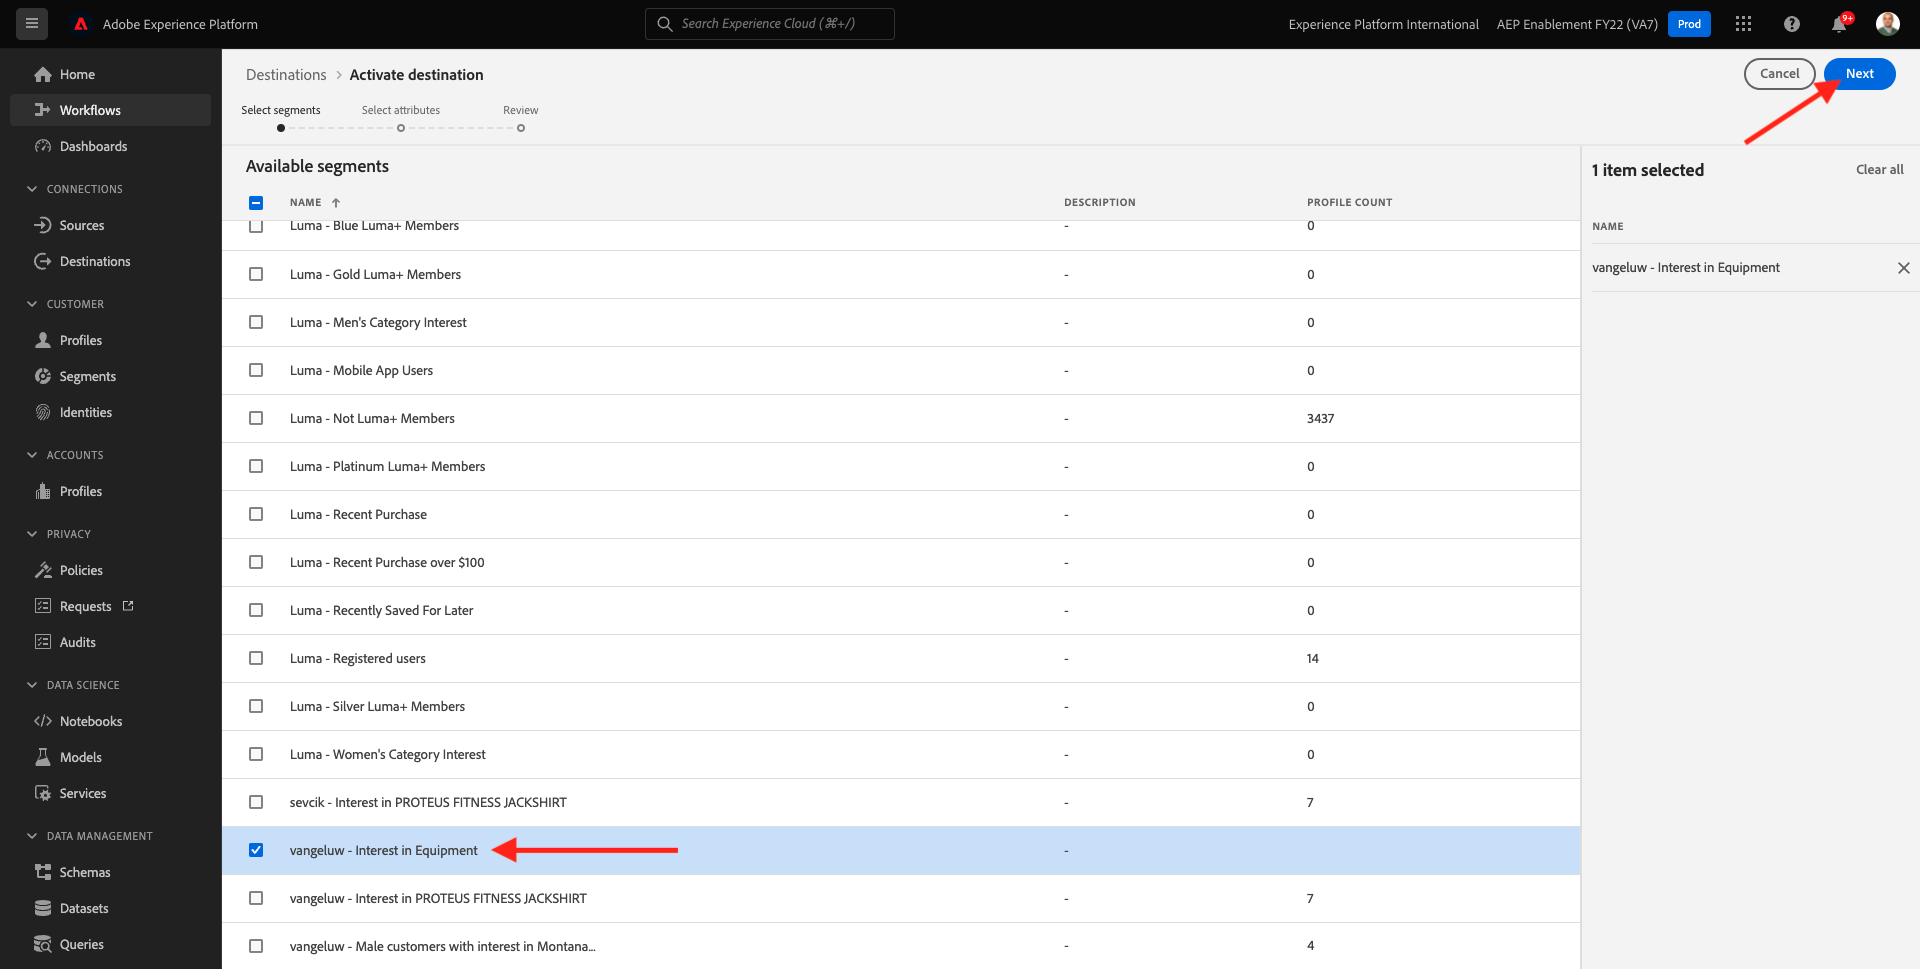 Adobe Experience Platform
Search Experience Cloud (⌘+/)
Experience Platform International
AEP Enablement FY22 (VA7)
Prod
9+
Home
Workflows
Dashboards
CONNECTIONS
Sources
Destinations
CUSTOMER
Profiles
Segments
Identities
ACCOUNTS
Profiles
PRIVACY
Policies
Requests
Audits
DATA SCIENCE
Notebooks
Models
Services
DATA MANAGEMENT
Schemas
Datasets
Queries
Destinations > Activate destination
Cancel
Next
Select segments
Select attributes
Review
Available segments
NAME DESCRIPTION PROFILE COUNT
Luma - Blue Luma+ Members - 0
Luma - Gold Luma+ Members - 0
Luma - Men's Category Interest - 0
Luma - Mobile App Users - 0
Luma - Not Luma+ Members - 3437
Luma - Platinum Luma+ Members - 0
Luma - Recent Purchase - 0
Luma - Recent Purchase over $100 - 0
Luma - Recently Saved For Later - 0
Luma - Registered users - 14
Luma - Silver Luma+ Members - 0
Luma - Women's Category Interest - 0
sevcik - Interest in PROTEUS FITNESS JACKSHIRT - 7
vangeluw - Interest in Equipment -
vangeluw - Interest in PROTEUS FITNESS JACKSHIRT - 7
vangeluw - Male customers with interest in Montana... - 4
1 item selected
Clear all
NAME
vangeluw - Interest in Equipment